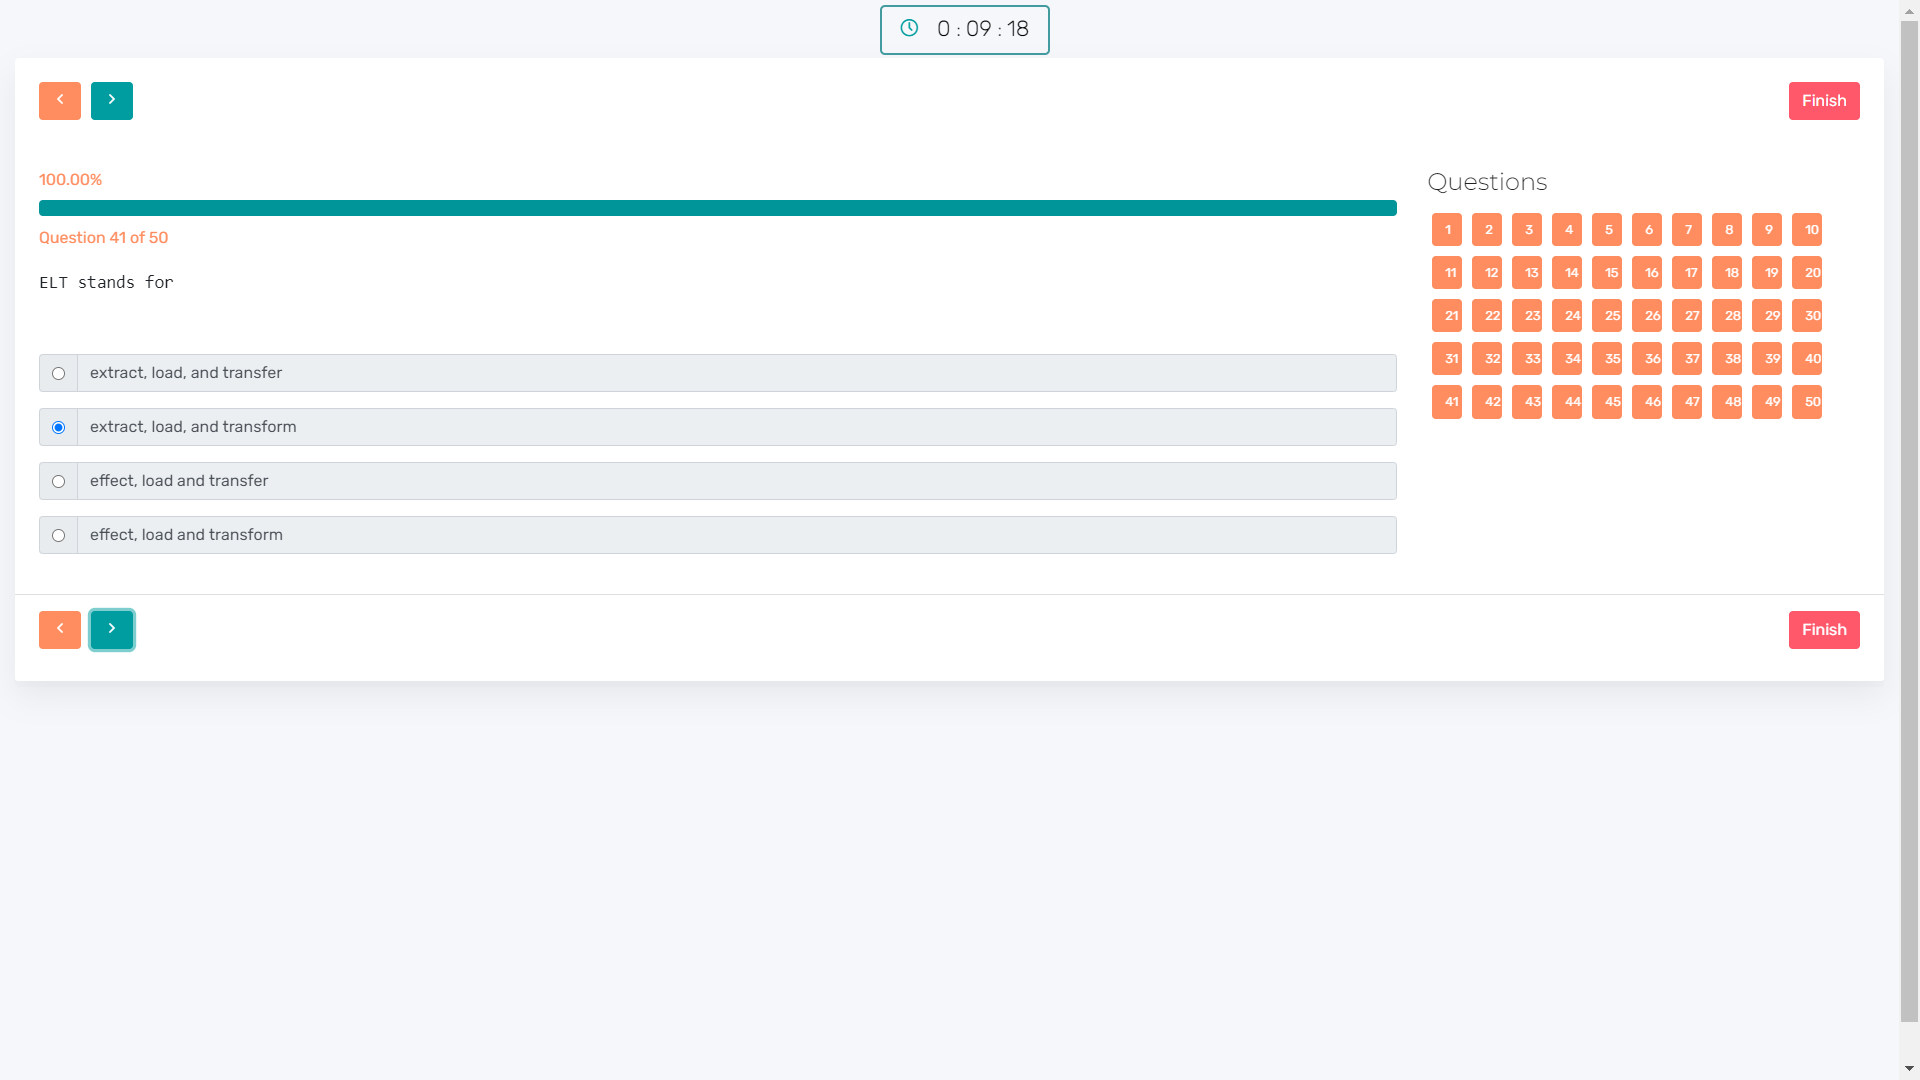 0 : 09 : 18
Finish
100.00%
Question 41 of 50
ELT stands for
extract, load, and transfer
extract, load, and transform
effect, load and transfer
effect, load and transform
Questions
1 2 3 4 5 6 7 8 9 10
11 12 13 14 15 16 17 18 19 20
21 22 23 24 25 26 27 28 29 30
31 32 33 34 35 36 37 38 39 40
41 42 43 44 45 46 47 48 49 50
Finish